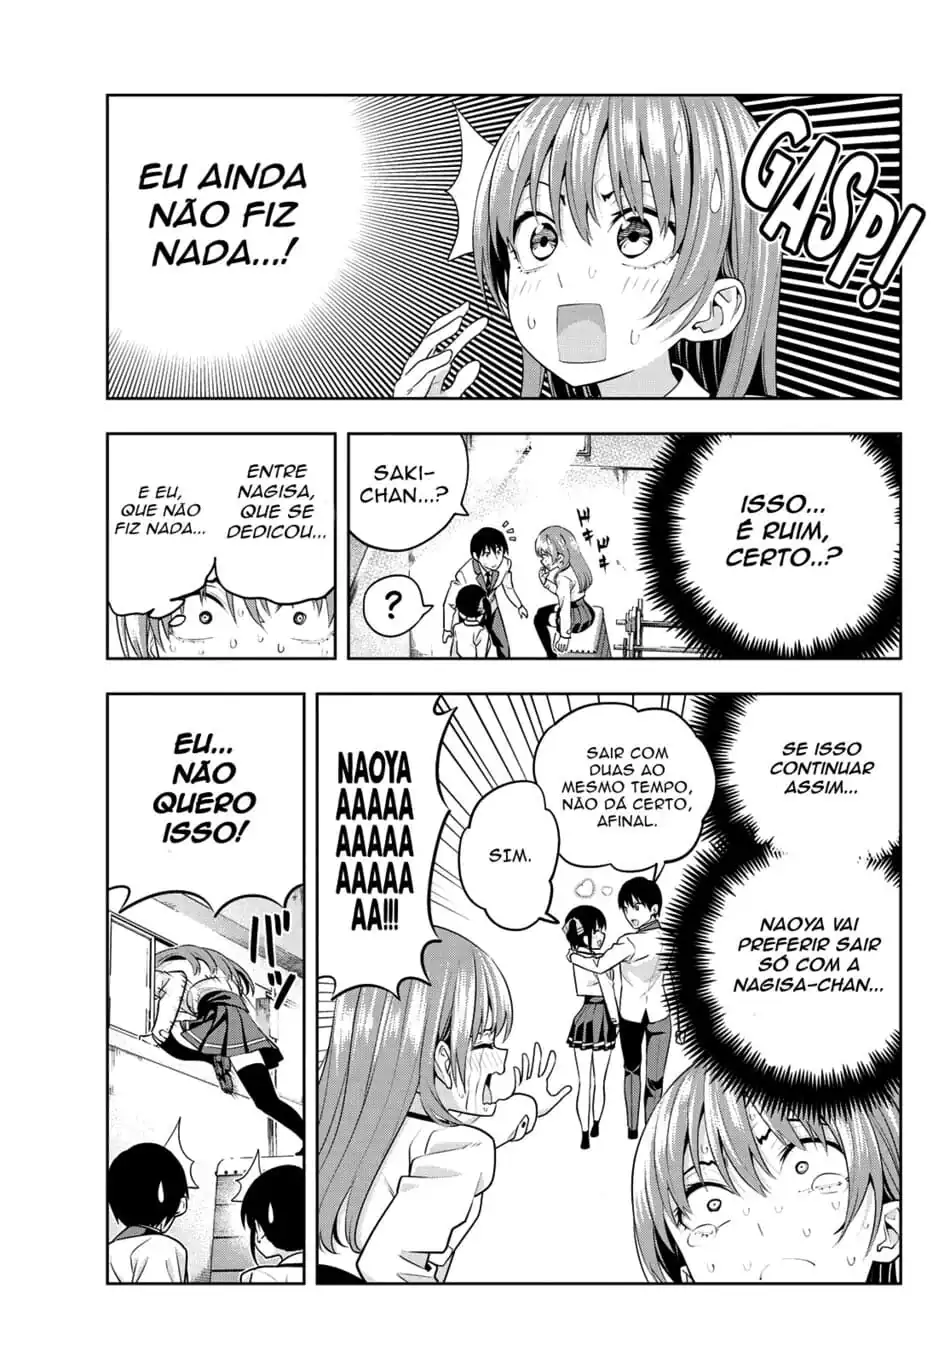 EU AINDA
NÃO FIZ
NADA...!
GASP!
ISSO...
É RUIM,
CERTO..?
SAKI-
CHAN...?
?
ENTRE
NAGISA,
QUE SE
DEDICOU...
E EU,
QUE NÃO
FIZ NADA...
SE ISSO
CONTINUAR
ASSIM...
NAOYA VAI
PREFERIR SAIR
SÓ COM A
NAGISA-CHAN...
SAIR COM
DUAS AO
MESMO TEMPO,
NÃO DÁ CERTO,
AFINAL.
SIM.
NAOYA
AAAAA
AAAAA
AAAAA
AA!!!
EU...
NÃO
QUERO
ISSO!